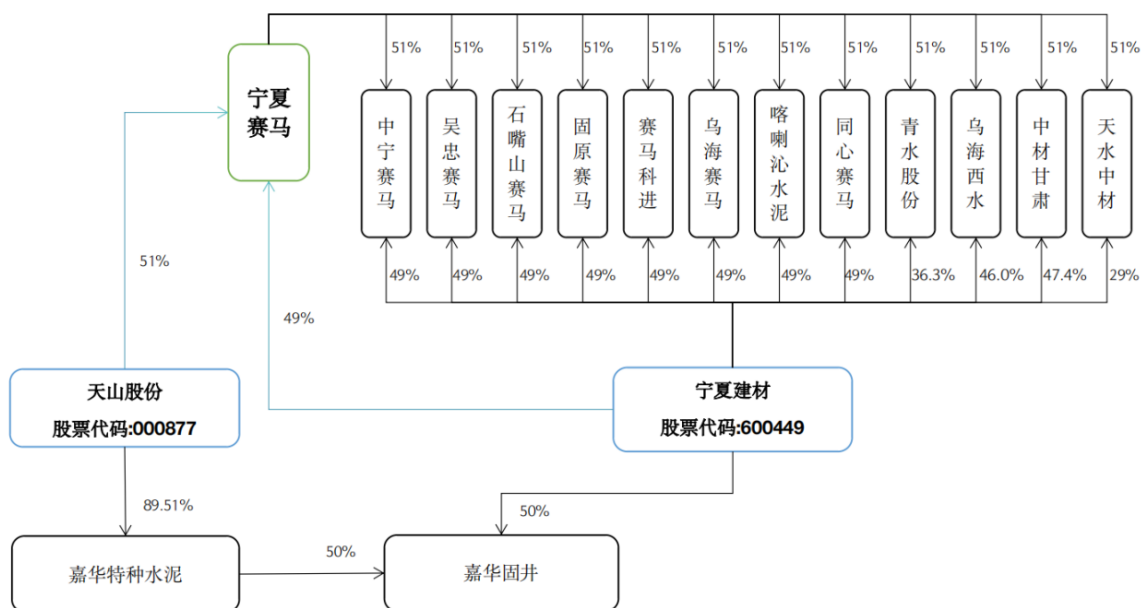 51% 51% 51% 51% 51% 51% 51% 51% 51% 51% 51% 51%
宁夏
赛马
中宁赛马
吴忠赛马
石嘴山赛马
固原赛马
赛马科进
乌海赛马
喀喇沁水泥
同心赛马
青水股份
乌海西水
中材甘肃
天水中材
51%
49% 49% 49% 49% 49% 49% 49% 49% 36.3% 46.0% 47.4% 29%
49%
天山股份
股票代码:000877
宁夏建材
股票代码:600449
89.51%
50%
50%
嘉华特种水泥
嘉华固井